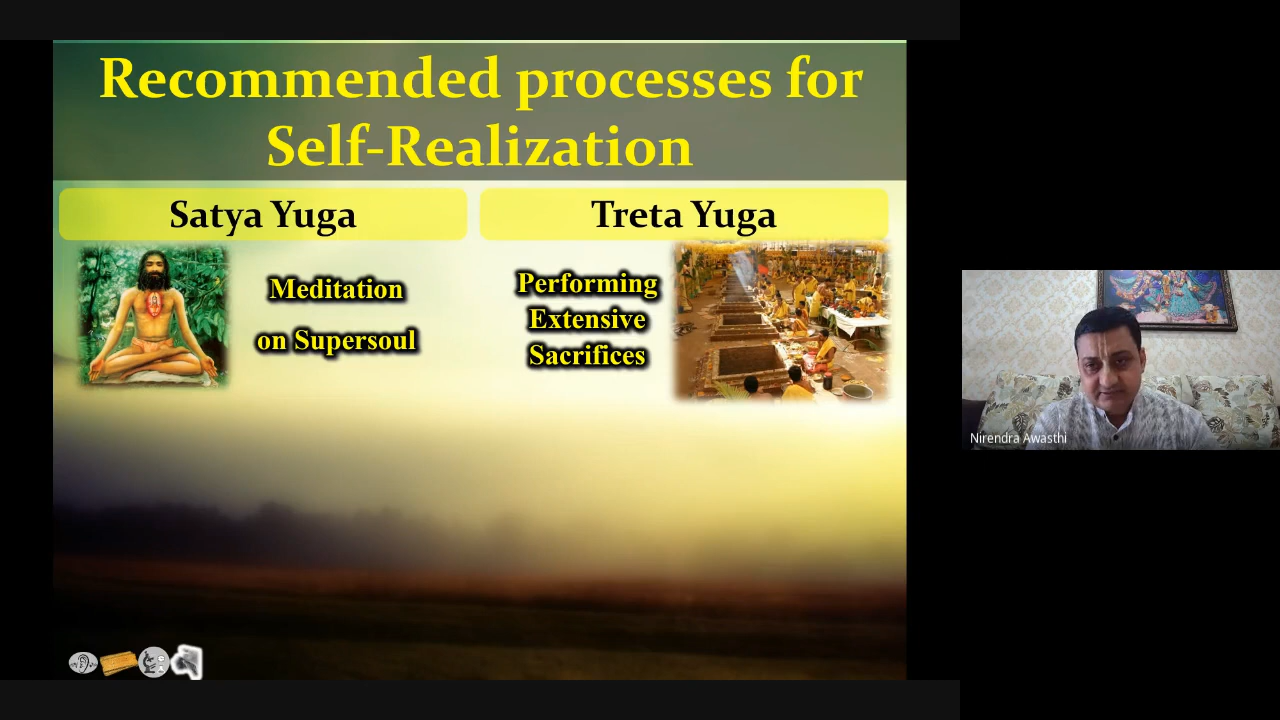 Recommended processes for
Self-Realization
Satya Yuga
Treta Yuga
Meditation
on Supersoul
Performing
Extensive
Sacrifices
Nirendra Awasthi